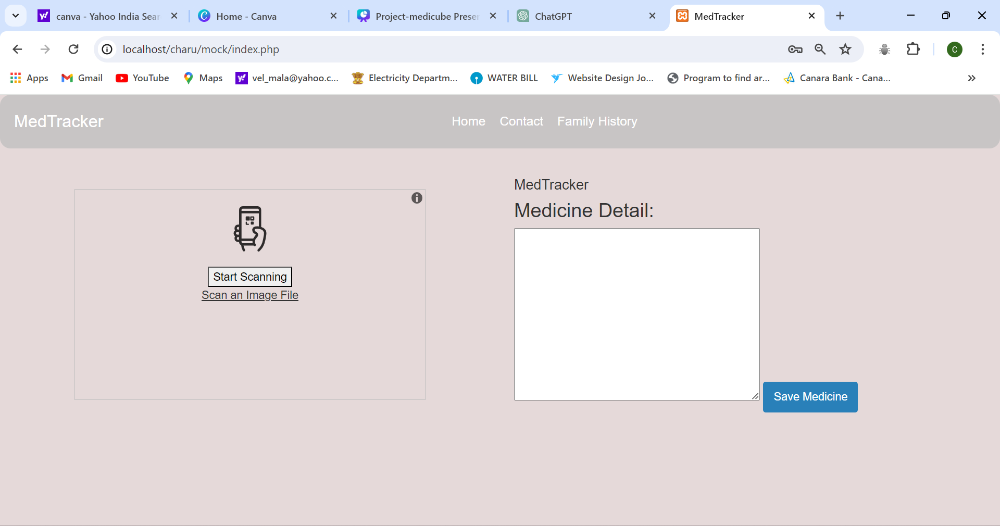 canva - Yahoo India Sear
Home - Canva
Project-medicube Presen
ChatGPT
MedTracker
localhost/charu/mock/index.php
C
Apps
Gmail
YouTube
Maps
vel_mala@yahoo.c...
Electricity Departm...
WATER BILL
Website Design Jo...
Program to find ar...
Canara Bank - Cana...
MedTracker
Home
Contact
Family History
MedTracker
Medicine Detail:
Start Scanning
Scan an Image File
Save Medicine